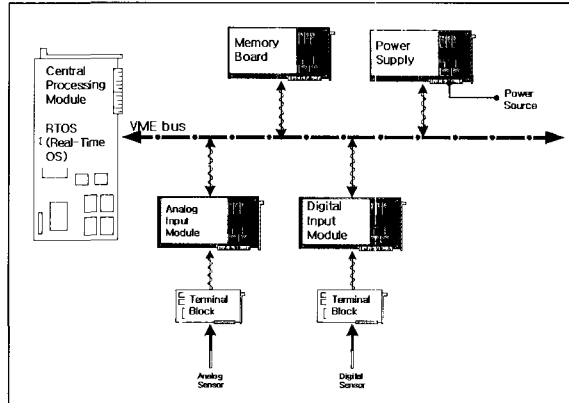 Memory
Board
Power
Supply
Central
Processing
Module
RTOS
(Real-Time
OS)
Power
Source
VME bus
Analog
Input
Module
Digital
Input
Module
Terminal
Block
Terminal
Block
Analog
Sensor
Digital
Sensor